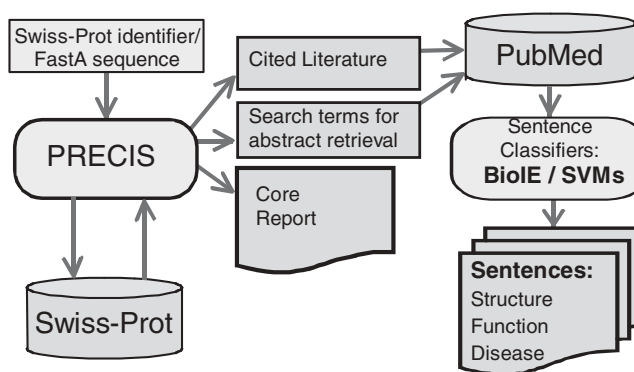 Swiss-Prot identifier/
FastA sequence
PRECIS
Swiss-Prot
Cited Literature
Search terms for
abstract retrieval
Core
Report
PubMed
Sentence
Classifiers:
BioIE / SVMs
Sentences:
Structure
Function
Disease